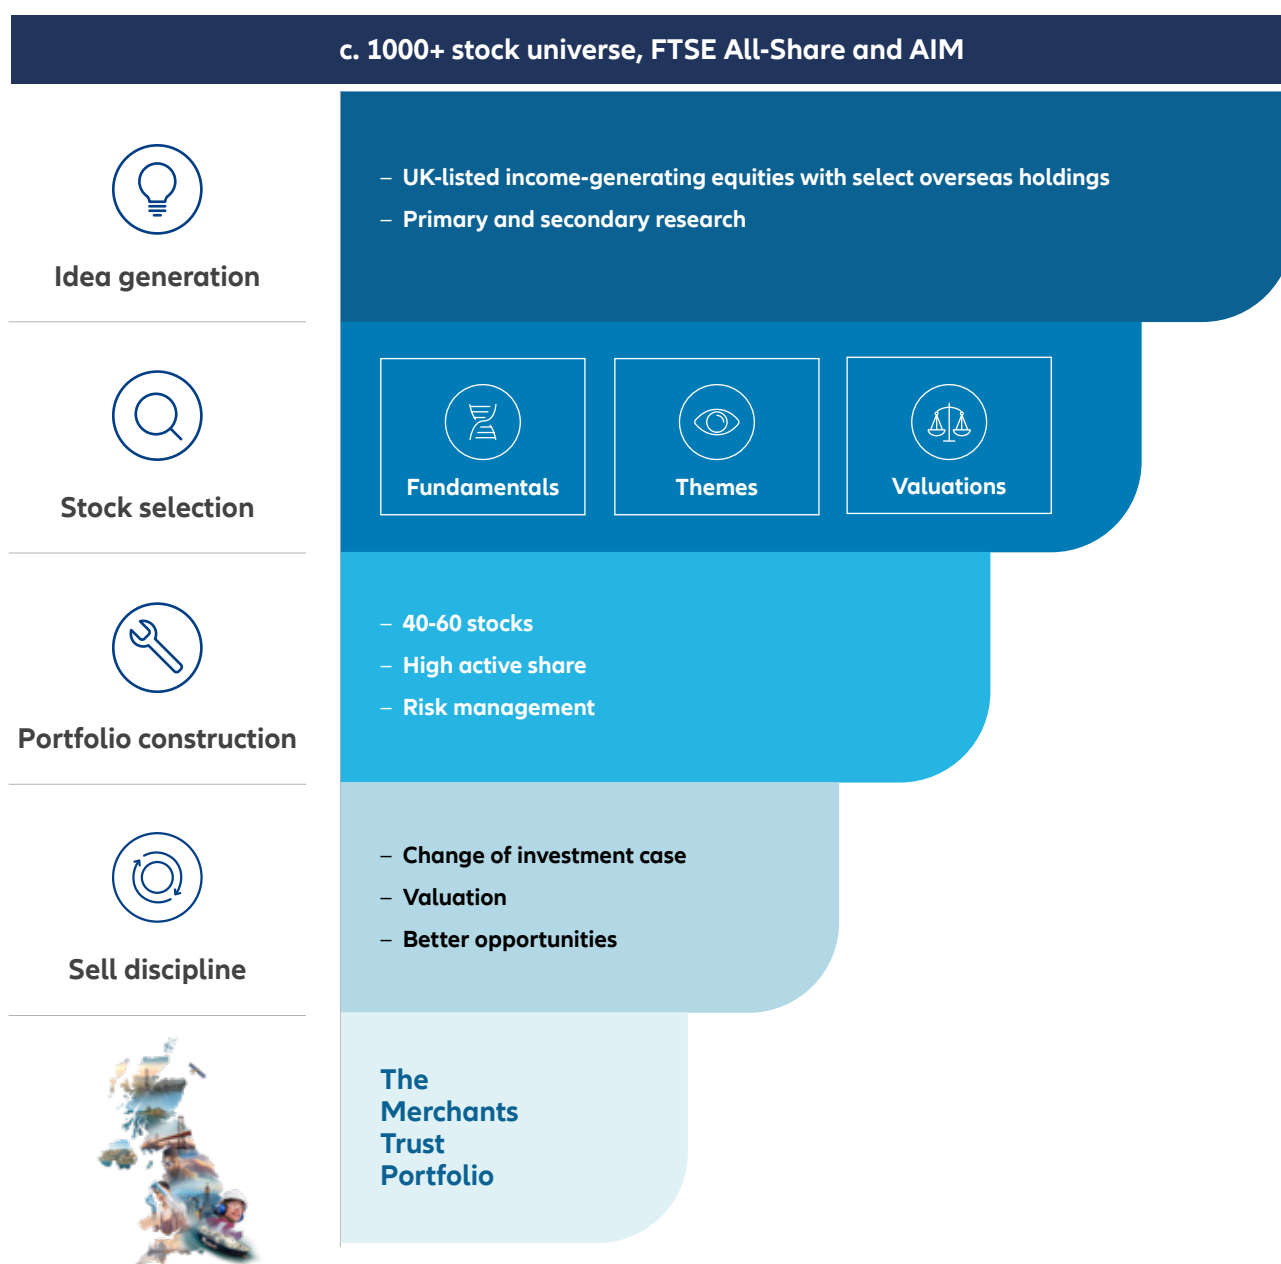 c. 1000+ stock universe, FTSE All-Share and AIM
Idea generation
– UK-listed income-generating equities with select overseas holdings
– Primary and secondary research
Stock selection
Fundamentals
Themes
Valuations
Portfolio construction
– 40-60 stocks
– High active share
– Risk management
Sell discipline
– Change of investment case
– Valuation
– Better opportunities
The
Merchants
Trust
Portfolio